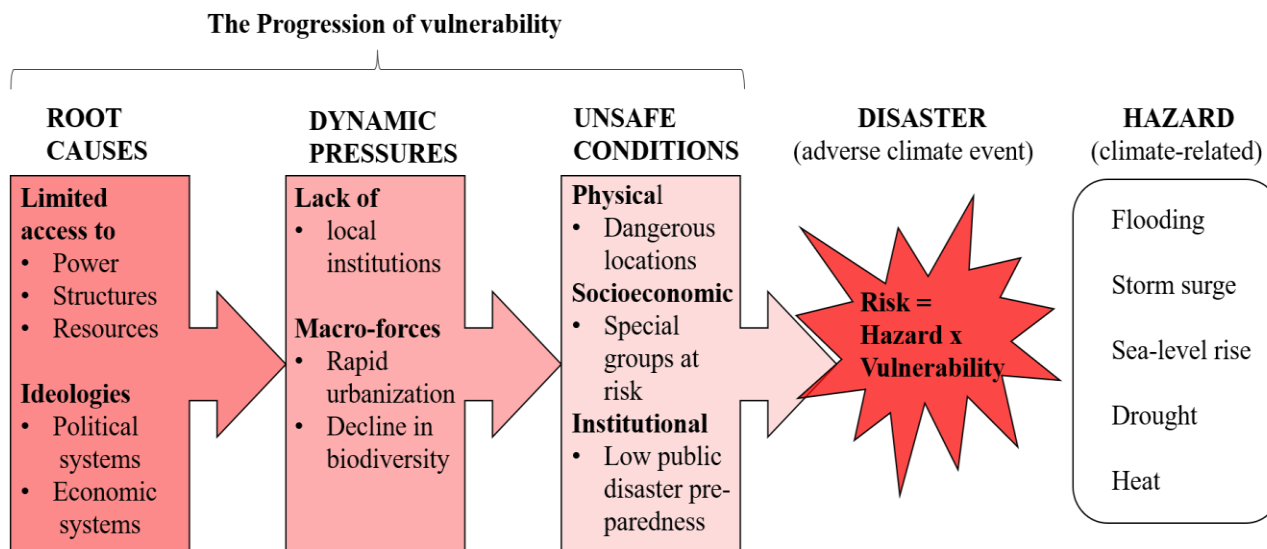 The Progression of vulnerability
ROOT
CAUSES
Limited
access to
• Power
• Structures
• Resources
Ideologies
• Political
systems
• Economic
systems
DYNAMIC
PRESSURES
Lack of
• local
institutions
Macro-forces
• Rapid
urbanization
• Decline in
biodiversity
UNSAFE
CONDITIONS
Physical
• Dangerous
locations
Socioeconomic
• Special
groups at
risk
Institutional
• Low public
disaster pre-
paredness
DISASTER
(adverse climate event)
Risk =
Hazard x
Vulnerability
HAZARD
(climate-related)
Flooding
Storm surge
Sea-level rise
Drought
Heat